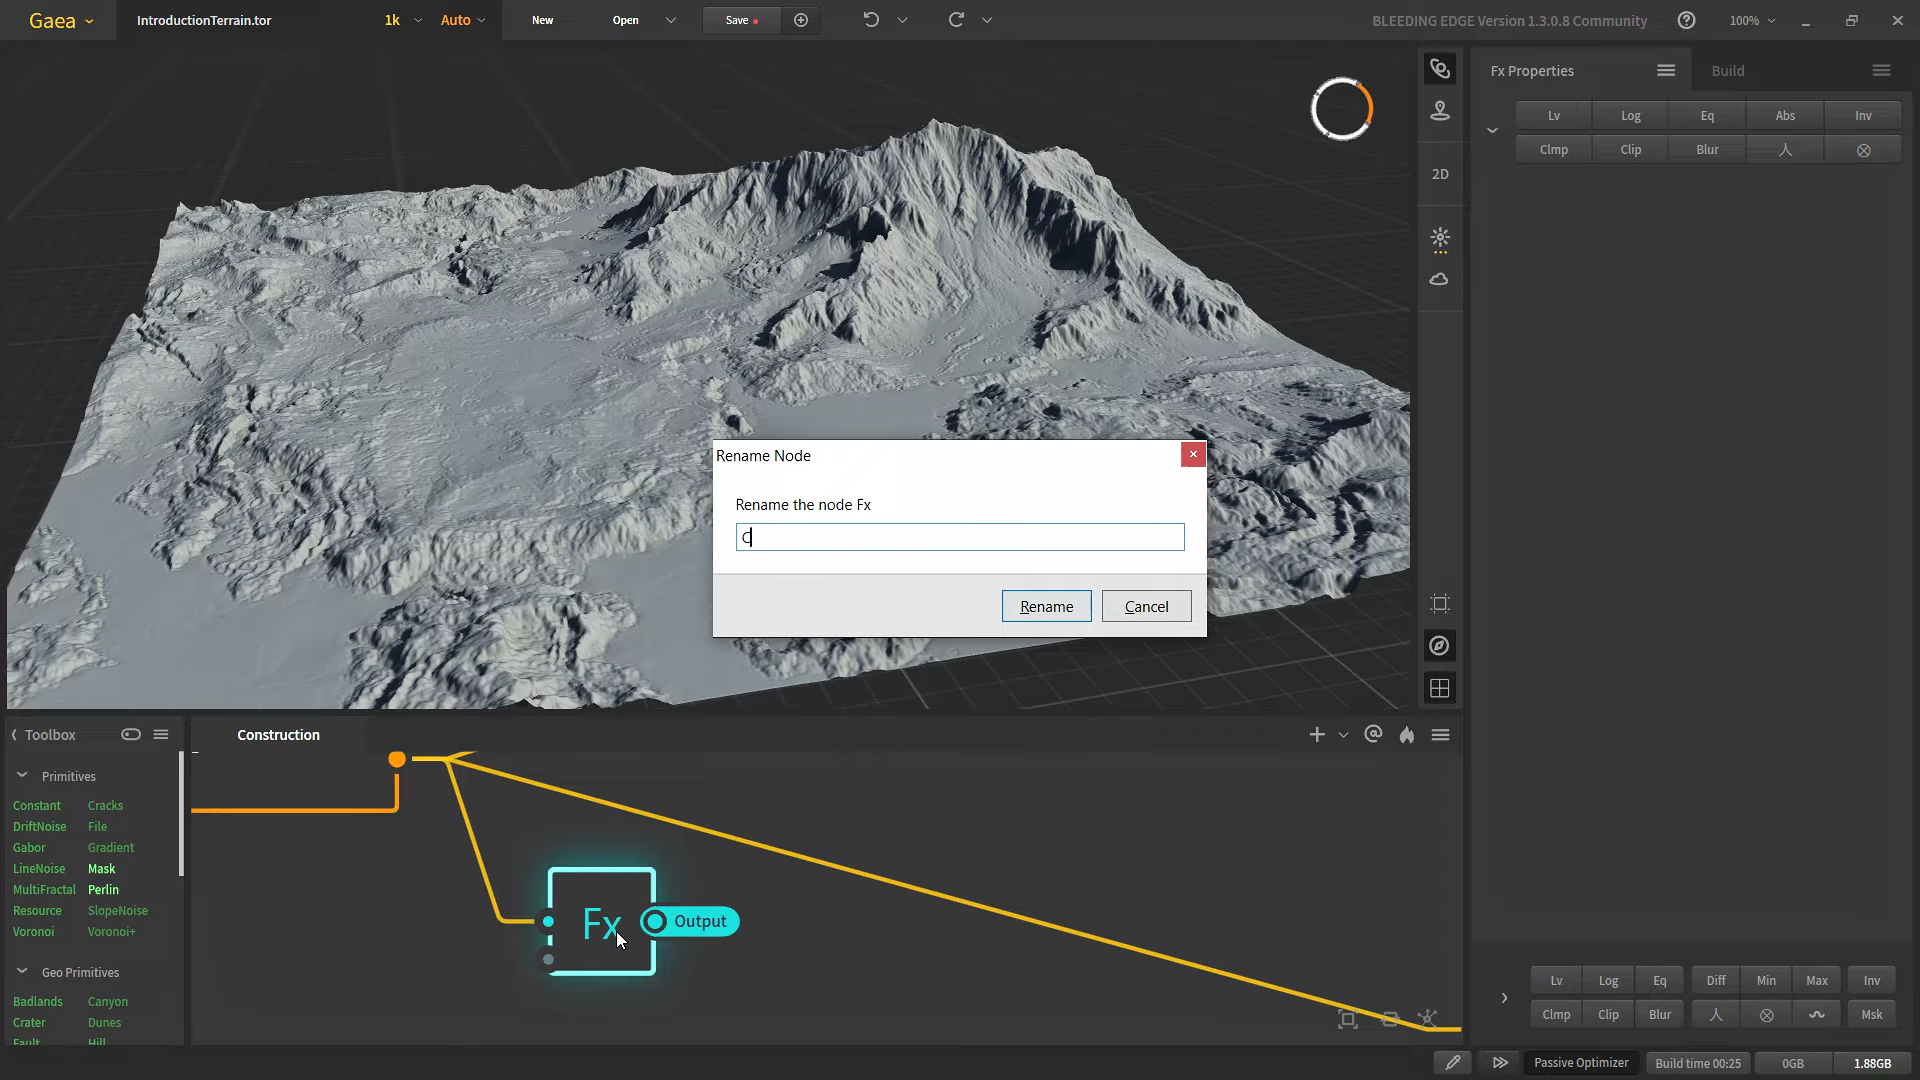 Gaea
IntroductionTerrain.tor
1k
Auto
New
Open
Save
BLEEDING EDGE Version 1.3.0.8 Community
100%
Fx Properties
Build
Lv Log Eq Abs Inv
Clmp Clip Blur
2D
Rename Node
Rename the node Fx
C
Rename Cancel
Toolbox
Construction
Primitives
Constant Cracks
DriftNoise File
Gabor Gradient
LineNoise Mask
MultiFractal Perlin
Resource SlopeNoise
Voronoi Voronoi+
Geo Primitives
Badlands Canyon
Crater Dunes
Fault Hill
Fx
Output
Lv Log Eq Diff Min Max Inv
Clmp Clip Blur Msk
Passive Optimizer
Build time 00:25
0GB
1.88GB